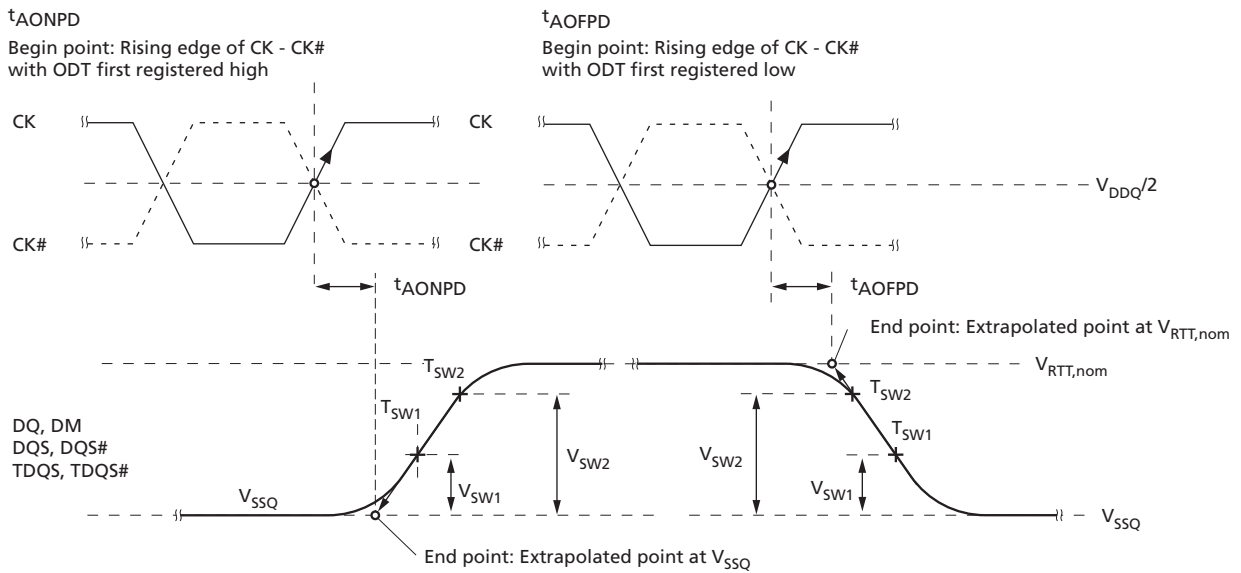 tAONPD
Begin point: Rising edge of CK - CK#
with ODT first registered high
tAOFPD
Begin point: Rising edge of CK - CK#
with ODT first registered low
CK
CK
VDDQ/2
CK#
CK#
tAONPD
tAOFPD
End point: Extrapolated point at VRTT,nom
TSW2
VRTT,nom
TSW2
TSW1
TSW1
DQ, DM
DQS, DQS#
TDQS, TDQS#
VSW2
VSW2
VSW1
VSW1
VSSQ
VSSQ
End point: Extrapolated point at VSSQ